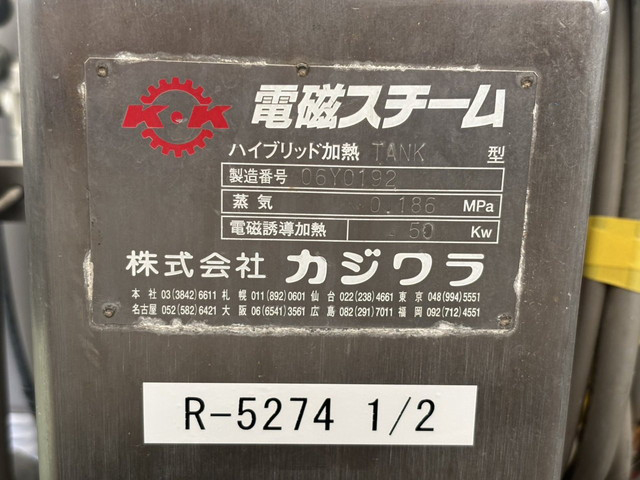 K・K 電磁スチーム
ハイブリッド加熱 TANK 型
製造番号 06Y0192
蒸気 0.186 MPa
電磁誘導加熱 50 Kw
株式会社 カジワラ
本社 03(3842)6611 札幌 011(892)0601 仙台 022(238)4661 東京 048(994)5551
名古屋 052(582)6421 大阪 06(6541)3561 広島 082(291)7011 福岡 092(712)4551
R-5274 1/2